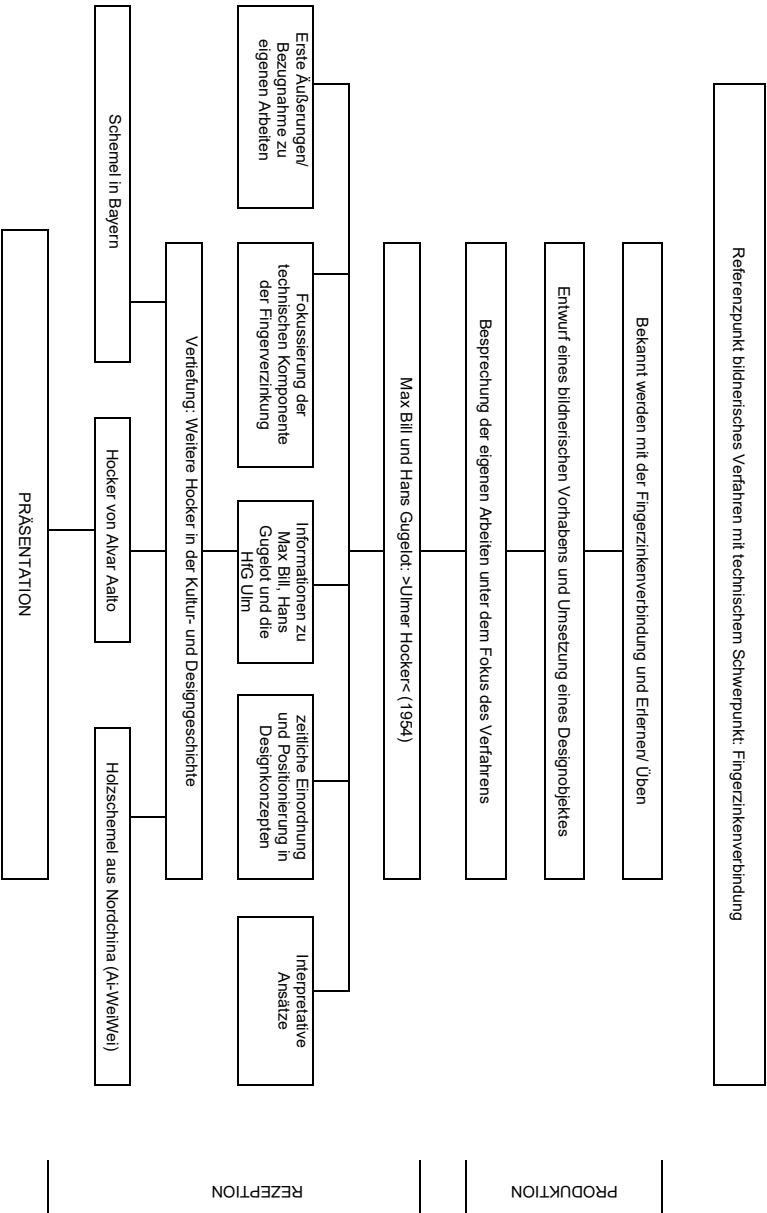 Referenzpunkt bildnerisches Verfahren mit technischem Schwerpunkt: Fingerzinkenverbindung
PRODUKTION
Bekannt werden mit der Fingerzinkenverbindung und Erlernen/ Üben
Entwurf eines bildnerischen Vorhabens und Umsetzung eines Designobjektes
Besprechung der eigenen Arbeiten unter dem Fokus des Verfahrens
REZEPTION
Max Bill und Hans Gugelot: >Ulmer Hocker< (1954)
Erste Äußerungen/
Bezugnahme zu
eigenen Arbeiten
Fokussierung der
technischen Komponente
der Fingerverzinkung
Informationen zu
Max Bill, Hans
Gugelot und die
HfG Ulm
zeitliche Einordnung
und Positionierung in
Designkonzepten
Interpretative
Ansätze
Vertiefung: Weitere Hocker in der Kultur- und Designgeschichte
Schemel in Bayern
Hocker von Alvar Aalto
Holzschemel aus Nordchina (Ai-WeiWei)
PRÄSENTATION